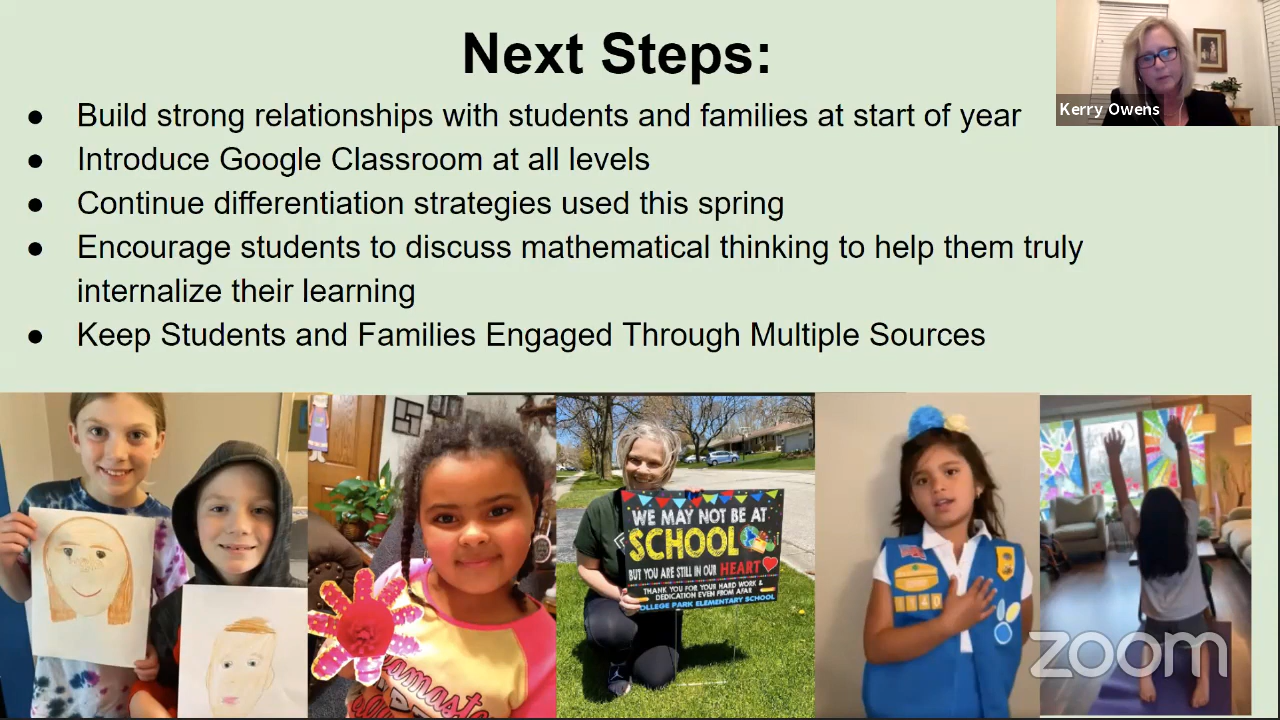 Next Steps:
Kerry Owens
● Build strong relationships with students and families at start of year
● Introduce Google Classroom at all levels
● Continue differentiation strategies used this spring
● Encourage students to discuss mathematical thinking to help them truly
internalize their learning
● Keep Students and Families Engaged Through Multiple Sources
WE MAY NOT BE AT
SCHOOL
BUT YOU ARE STILL IN OUR HEART
THANK YOU FOR YOUR HARD WORK &
DEDICATION EVEN FROM AFAR
OLLEGE PARK ELEMENTARY SCHOOL
zoom